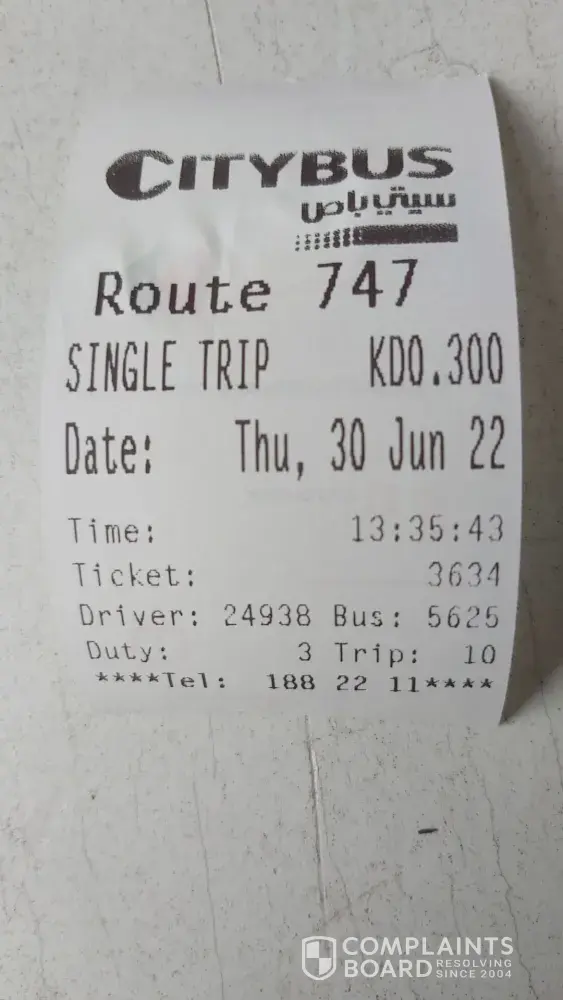 CITYBUS
سيتي باص
Route 747
SINGLE TRIP KD0.300
Date: Thu, 30 Jun 22
Time: 13:35:43
Ticket: 3634
Driver: 24938 Bus: 5625
Duty: 3 Trip: 10
****Tel: 188 22 11****
COMPLAINTS
BOARD RESOLVING
SINCE 2004